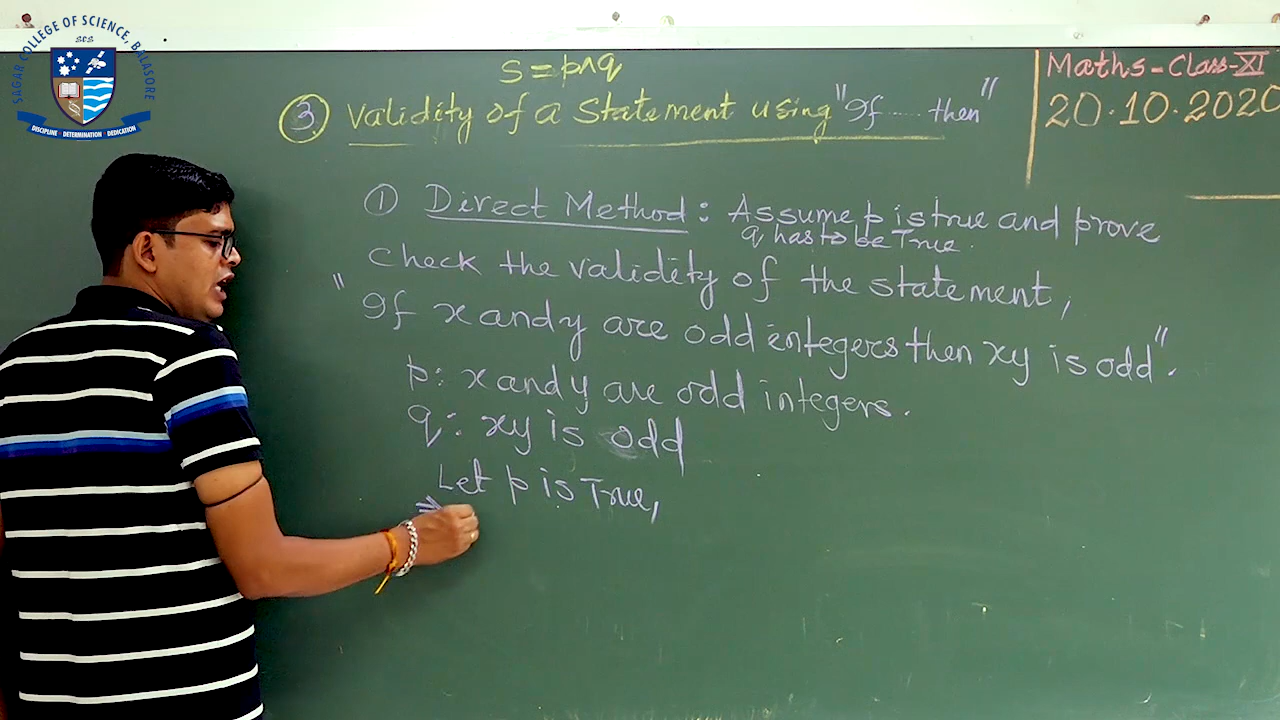 SAGAR COLLEGE OF SCIENCE, BALASORE
SCS
DISCIPLINE · DETERMINATION · DEDICATION
S = p∧q
③ Validity of a Statement using "If ..... then"
Maths - Class - XI
20.10.2020
① Direct Method : Assume p is true and prove
q has to be True.
Check the validity of the statement,
"If x and y are odd integers then xy is odd".
p: x and y are odd integers.
q: xy is odd
Let p is True,
⇒